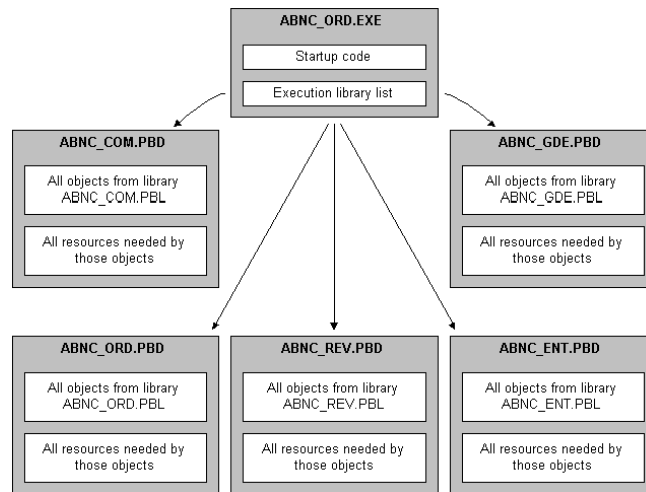 ABNC_ORD.EXE
Startup code
Execution library list
ABNC_COM.PBD
All objects from library
ABNC_COM.PBL
All resources needed by
those objects
ABNC_GDE.PBD
All objects from library
ABNC_GDE.PBL
All resources needed by
those objects
ABNC_ORD.PBD
All objects from library
ABNC_ORD.PBL
All resources needed by
those objects
ABNC_REV.PBD
All objects from library
ABNC_REV.PBL
All resources needed by
those objects
ABNC_ENT.PBD
All objects from library
ABNC_ENT.PBL
All resources needed by
those objects